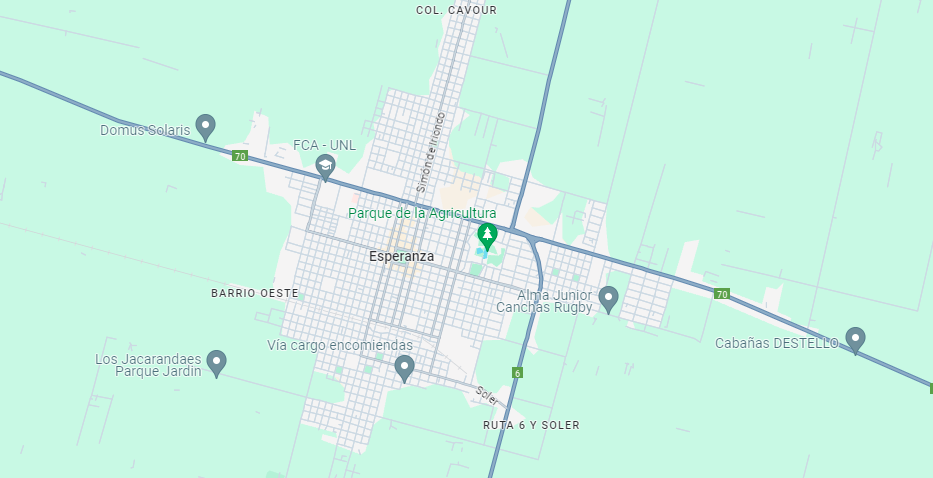 COL. CAVOUR
Simón de Iriondo
Domus Solaris
FCA - UNL
70
Parque de la Agricultura
Esperanza
BARRIO OESTE
Alma Junior
Canchas Rugby
70
Cabañas DESTELLO
Vía cargo encomiendas
Los Jacarandaes
Parque Jardin
6
Soler
RUTA 6 Y SOLER